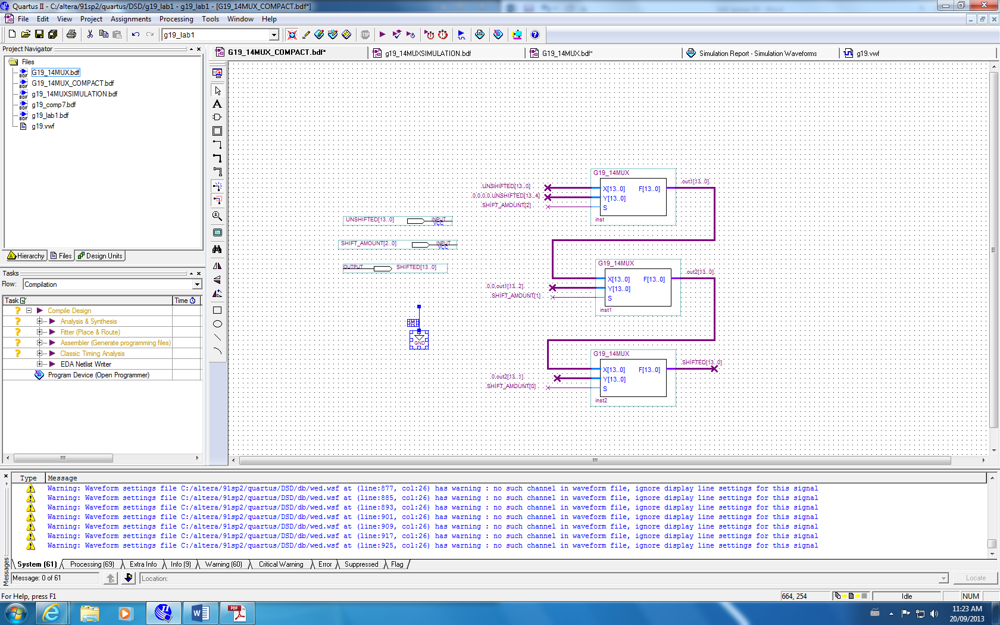 Quartus II - C:/altera/91sp2/quartus/DSD/g19_lab1 - g19_lab1 - [G19_14MUX_COMPACT.bdf*]
File Edit View Project Assignments Processing Tools Window Help
g19_lab1
Project Navigator
G19_14MUX_COMPACT.bdf*
g19_14MUXSIMULATION.bdf
G19_14MUX.bdf*
Simulation Report - Simulation Waveforms
g19.vwf
Files
G19_14MUX.bdf
G19_14MUX_COMPACT.bdf
g19_14MUXSIMULATION.bdf
g19_comp7.bdf
g19_lab1.bdf
g19.vwf
Hierarchy Files Design Units
Tasks
Flow: Compilation
Task Time
Compile Design
Analysis & Synthesis
Fitter (Place & Route)
Assembler (Generate programming files)
Classic Timing Analysis
EDA Netlist Writer
Program Device (Open Programmer)
UNSHIFTED[13..0] INPUT
VCC
SHIFT_AMOUNT[2..0] INPUT
VCC
OUTPUT SHIFTED[13..0]
GND
G19_14MUX
UNSHIFTED[13..0] X[13..0] F[13..0] out1[13..0]
0,0,0,0,UNSHIFTED[13..4] Y[13..0]
SHIFT_AMOUNT[2] S
inst
G19_14MUX
X[13..0] F[13..0] out2[13..0]
0,0,out1[13..2] Y[13..0]
SHIFT_AMOUNT[1] S
inst1
G19_14MUX
X[13..0] F[13..0] SHIFTED[13..0]
0,out2[13..1] Y[13..0]
SHIFT_AMOUNT[0] S
inst2
Type Message
Warning: Waveform settings file C:/altera/91sp2/quartus/DSD/db/wed.wsf at (line:877, col:26) has warning : no such channel in waveform file, ignore display line settings for this signal
Warning: Waveform settings file C:/altera/91sp2/quartus/DSD/db/wed.wsf at (line:885, col:26) has warning : no such channel in waveform file, ignore display line settings for this signal
Warning: Waveform settings file C:/altera/91sp2/quartus/DSD/db/wed.wsf at (line:893, col:26) has warning : no such channel in waveform file, ignore display line settings for this signal
Warning: Waveform settings file C:/altera/91sp2/quartus/DSD/db/wed.wsf at (line:901, col:26) has warning : no such channel in waveform file, ignore display line settings for this signal
Warning: Waveform settings file C:/altera/91sp2/quartus/DSD/db/wed.wsf at (line:909, col:26) has warning : no such channel in waveform file, ignore display line settings for this signal
Warning: Waveform settings file C:/altera/91sp2/quartus/DSD/db/wed.wsf at (line:917, col:26) has warning : no such channel in waveform file, ignore display line settings for this signal
Warning: Waveform settings file C:/altera/91sp2/quartus/DSD/db/wed.wsf at (line:925, col:26) has warning : no such channel in waveform file, ignore display line settings for this signal
Messages
System (61) Processing (69) Extra Info Info (9) Warning (60) Critical Warning Error Suppressed Flag
Message: 0 of 61 Location: Locate
For Help, press F1 664, 254 Idle NUM
11:23 AM
20/09/2013